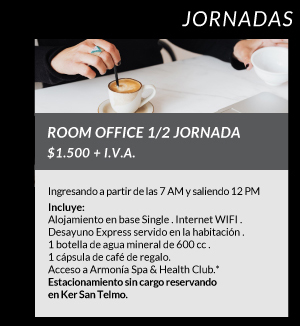 JORNADAS
ROOM OFFICE 1/2 JORNADA
$1.500 + I.V.A.
Ingresando a partir de las 7 AM y saliendo 12 PM
Incluye:
Alojamiento en base Single . Internet WIFI .
Desayuno Express servido en la habitación .
1 botella de agua mineral de 600 cc .
1 cápsula de café de regalo.
Acceso a Armonía Spa & Health Club.*
Estacionamiento sin cargo reservando
en Ker San Telmo.